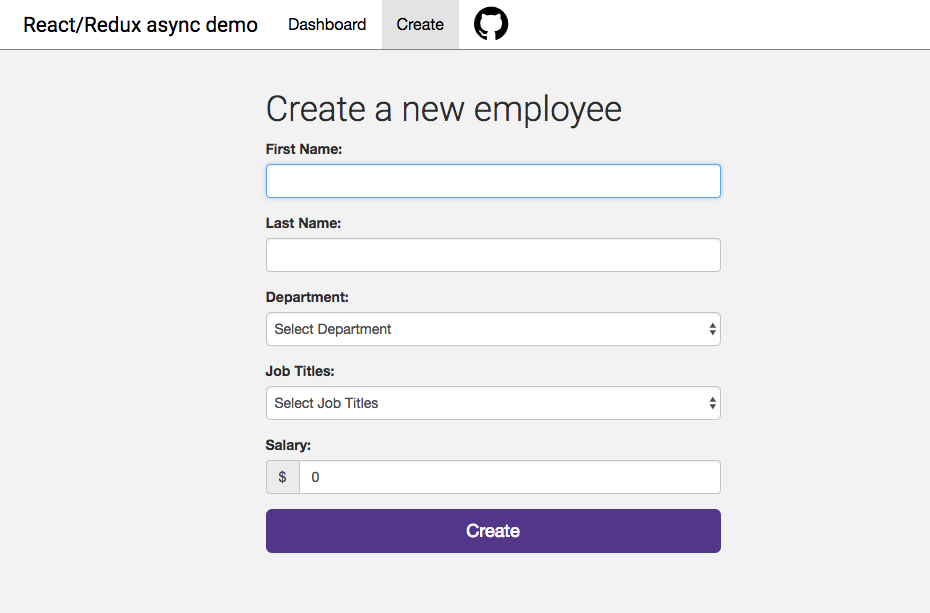 React/Redux async demo Dashboard Create
Create a new employee
First Name:
Last Name:
Department:
Select Department
Job Titles:
Select Job Titles
Salary:
$ 0
Create